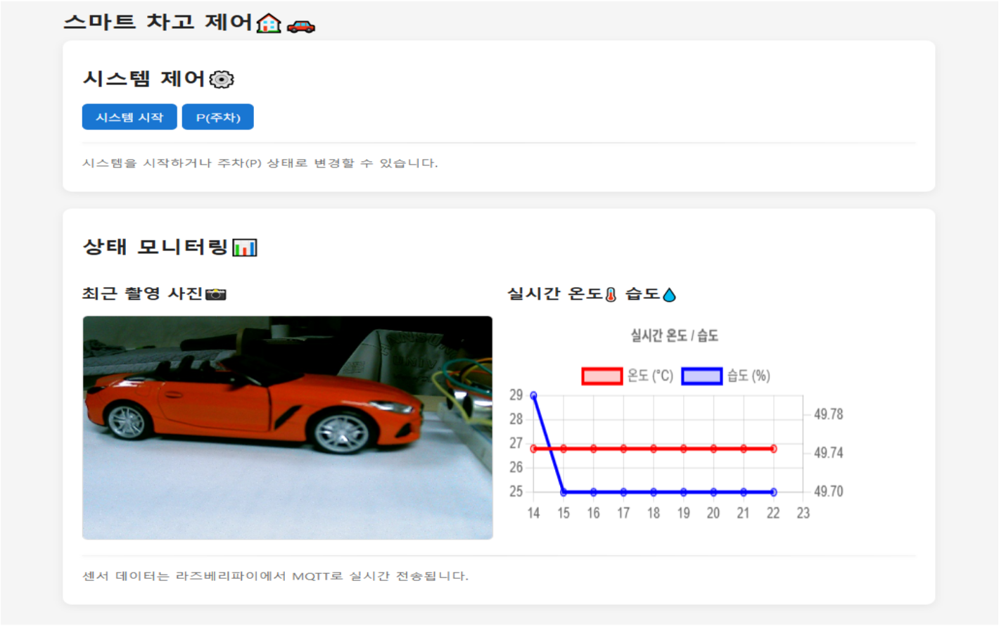 스마트 차고 제어🏠🚗
시스템 제어⚙️
시스템 시작 P(주차)
시스템을 시작하거나 주차(P) 상태로 변경할 수 있습니다.
상태 모니터링📊
최근 촬영 사진📷
실시간 온도🌡️ 습도💧
실시간 온도 / 습도
온도 (°C) 습도 (%)
29
28
27
26
25
49.78
49.74
49.70
14 15 16 17 18 19 20 21 22 23
센서 데이터는 라즈베리파이에서 MQTT로 실시간 전송됩니다.